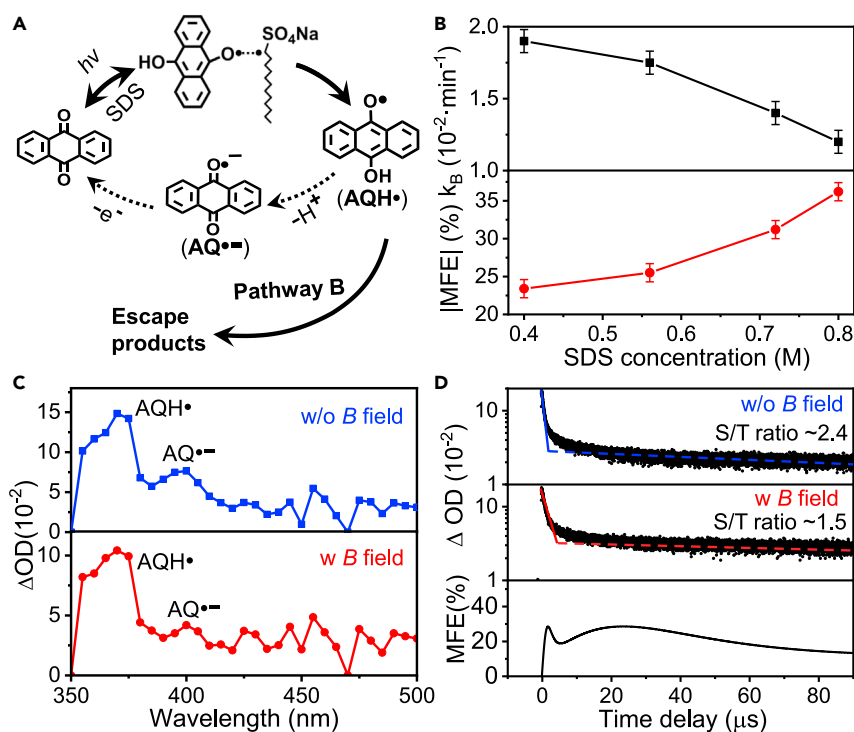 A
hν
SDS
HO
O•
•
SO₄Na
O
O
O•
OH
(AQH•)
O•−
O
(AQ•−)
−H⁺
−e⁻
Pathway B
Escape
products
B
|MFE| (%) k_B (10⁻²·min⁻¹)
2.0
1.5
1.0
35
30
25
20
0.4 0.5 0.6 0.7 0.8
SDS concentration (M)
C
ΔOD(10⁻²)
15
10
5
0
AQH•
AQ•−
w/o B field
10
5
0
AQH•
AQ•−
w B field
350 400 450 500
Wavelength (nm)
D
Δ OD (10⁻²)
10
1
w/o B field
S/T ratio ~2.4
10
1
w B field
S/T ratio ~1.5
MFE(%)
40
20
0
0 20 40 60 80
Time delay (μs)